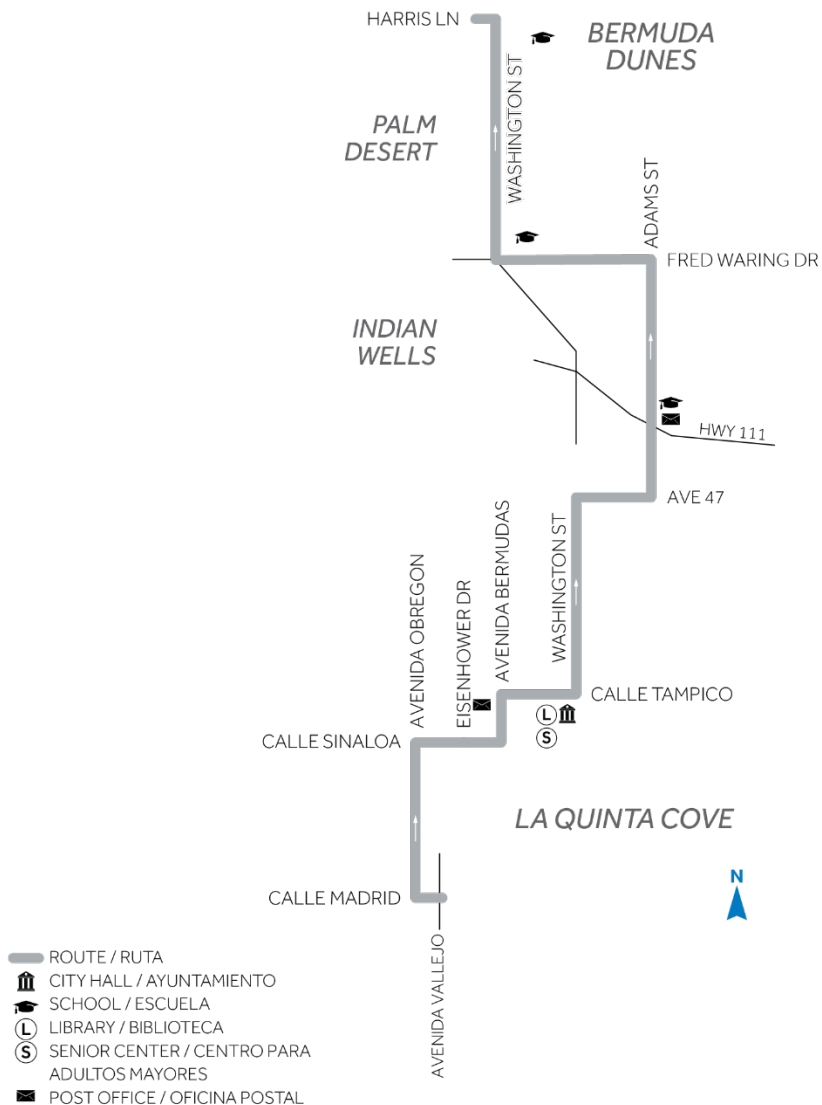 HARRIS LN
BERMUDA
DUNES
WASHINGTON ST
PALM
DESERT
ADAMS ST
FRED WARING DR
INDIAN
WELLS
HWY 111
AVE 47
AVENIDA OBREGON
EISENHOWER DR
AVENIDA BERMUDAS
WASHINGTON ST
CALLE TAMPICO
L
S
CALLE SINALOA
LA QUINTA COVE
N
CALLE MADRID
AVENIDA VALLEJO
ROUTE / RUTA
CITY HALL / AYUNTAMIENTO
SCHOOL / ESCUELA
L LIBRARY / BIBLIOTECA
S SENIOR CENTER / CENTRO PARA
ADULTOS MAYORES
POST OFFICE / OFICINA POSTAL